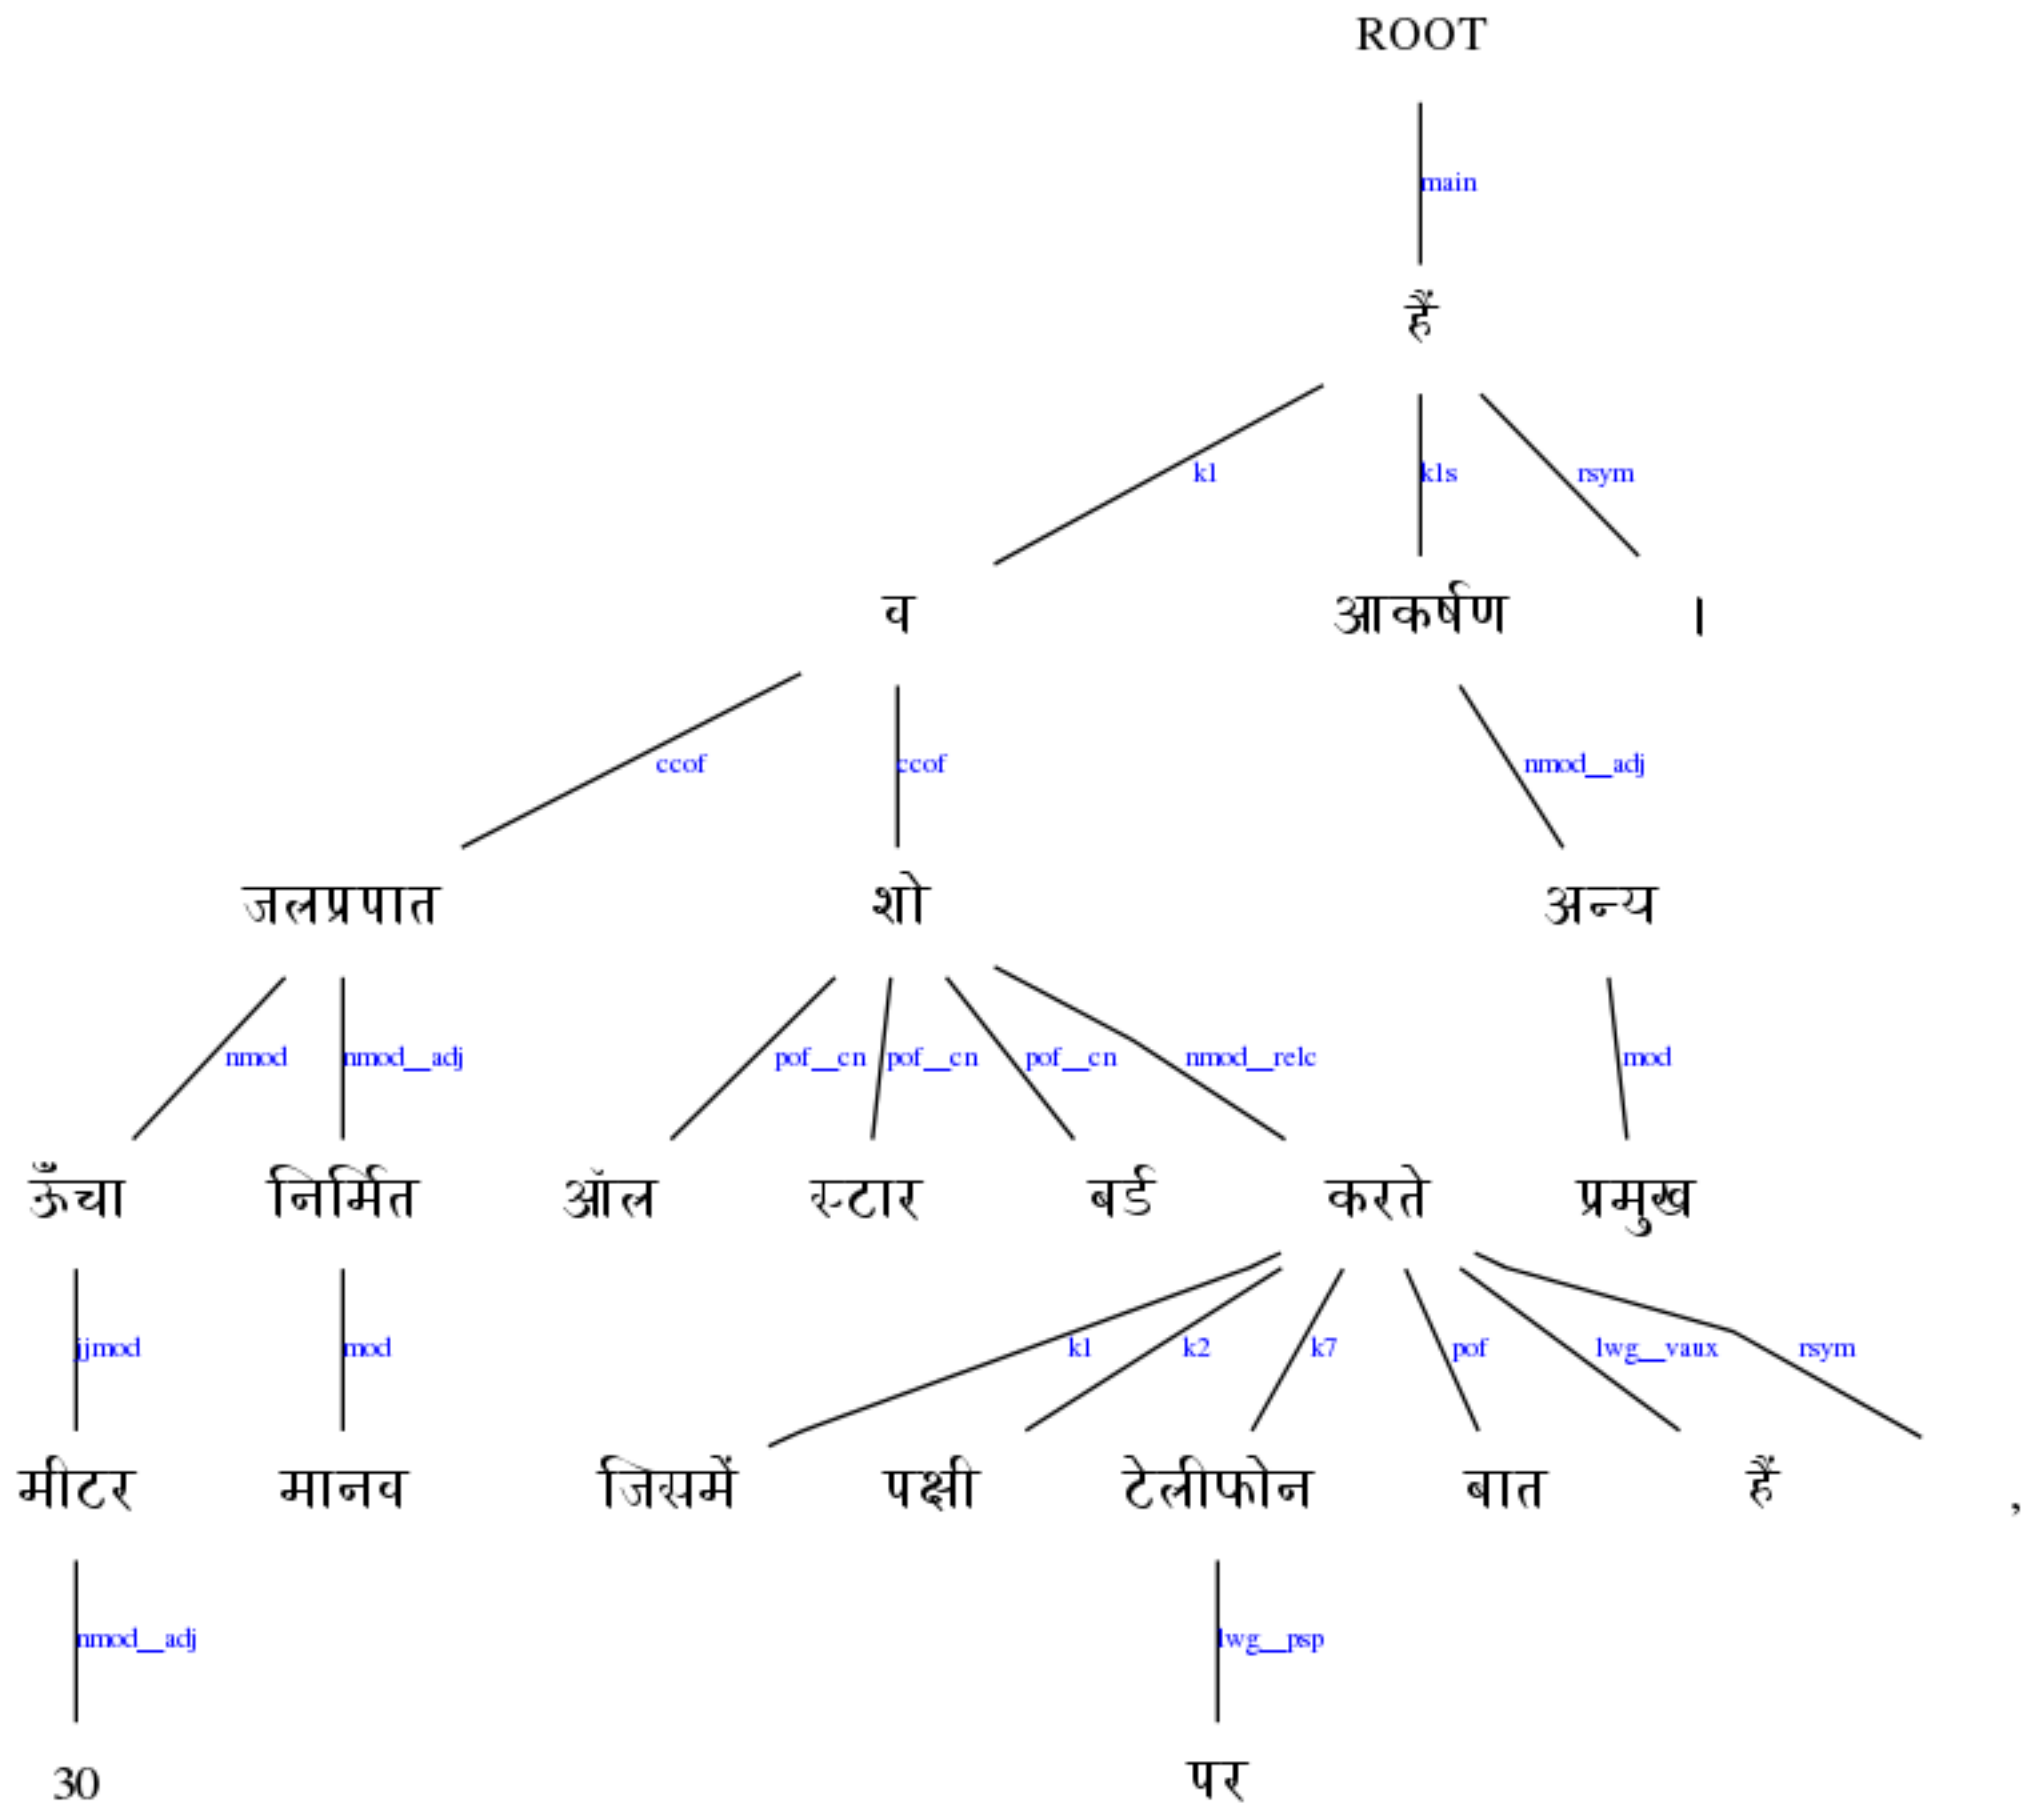 ROOT
main
हैं
k1 k1s rsym
व आकर्षण ।
ccof ccof nmod__adj
जलप्रपात शो अन्य
nmod nmod__adj pof__cn pof__cn pof__cn nmod__relc mod
ऊँचा निर्मित ऑल स्टार बर्ड करते प्रमुख
jjmod mod k1 k2 k7 pof lwg__vaux rsym
मीटर मानव जिसमें पक्षी टेलीफोन बात हैं ,
nmod__adj lwg__psp
30 पर